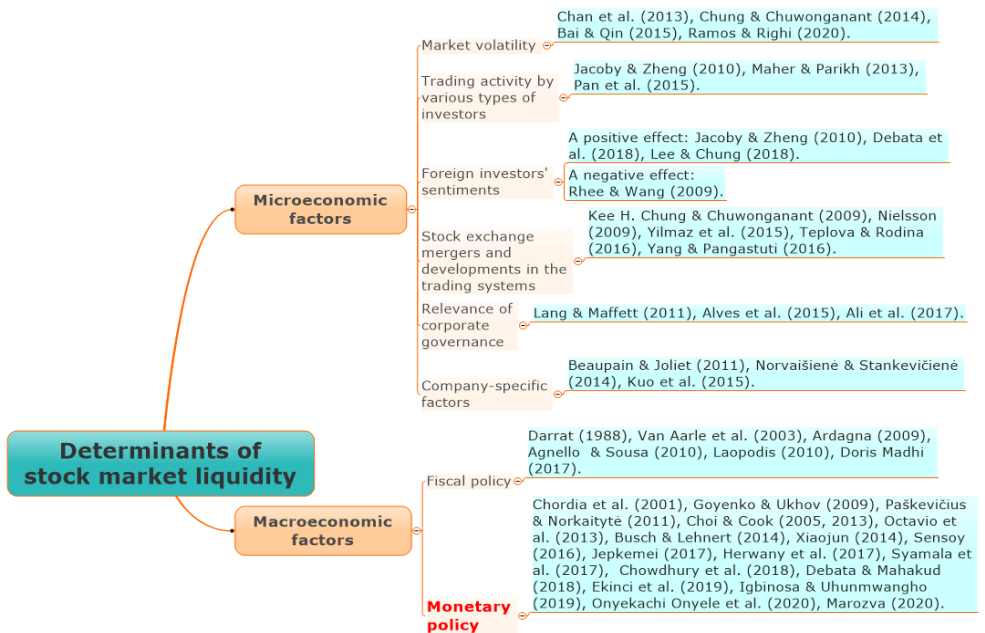 Determinants of
stock market liquidity
Microeconomic
factors
Market volatility
Chan et al. (2013), Chung & Chuwonganant (2014),
Bai & Qin (2015), Ramos & Righi (2020).
Trading activity by
various types of
investors
Jacoby & Zheng (2010), Maher & Parikh (2013),
Pan et al. (2015).
Foreign investors'
sentiments
A positive effect: Jacoby & Zheng (2010), Debata et
al. (2018), Lee & Chung (2018).
A negative effect:
Rhee & Wang (2009).
Stock exchange
mergers and
developments in the
trading systems
Kee H. Chung & Chuwonganant (2009), Nielsson
(2009), Yilmaz et al. (2015), Teplova & Rodina
(2016), Yang & Pangastuti (2016).
Relevance of
corporate
governance
Lang & Maffett (2011), Alves et al. (2015), Ali et al. (2017).
Company-specific
factors
Beaupain & Joliet (2011), Norvaišienė & Stankevičienė
(2014), Kuo et al. (2015).
Macroeconomic
factors
Fiscal policy
Darrat (1988), Van Aarle et al. (2003), Ardagna (2009),
Agnello & Sousa (2010), Laopodis (2010), Doris Madhi
(2017).
Monetary
policy
Chordia et al. (2001), Goyenko & Ukhov (2009), Paškevičius
& Norkaitytė (2011), Choi & Cook (2005, 2013), Octavio et
al. (2013), Busch & Lehnert (2014), Xiaojun (2014), Sensoy
(2016), Jepkemei (2017), Herwany et al. (2017), Syamala et
al. (2017), Chowdhury et al. (2018), Debata & Mahakud
(2018), Ekinci et al. (2019), Igbinosa & Uhunmwangho
(2019), Onyekachi Onyele et al. (2020), Marozva (2020).